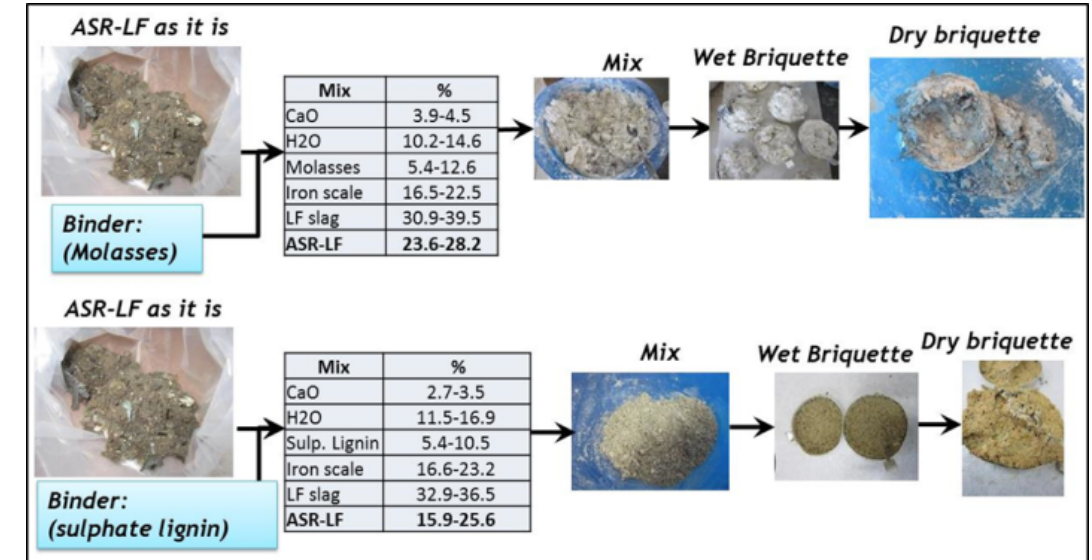 ASR-LF as it is
Mix %
CaO 3.9-4.5
H2O 10.2-14.6
Molasses 5.4-12.6
Iron scale 16.5-22.5
LF slag 30.9-39.5
ASR-LF 23.6-28.2
Binder:
(Molasses)
Mix
Wet Briquette
Dry briquette
ASR-LF as it is
Mix %
CaO 2.7-3.5
H2O 11.5-16.9
Sulp. Lignin 5.4-10.5
Iron scale 16.6-23.2
LF slag 32.9-36.5
ASR-LF 15.9-25.6
Binder:
(sulphate lignin)
Mix
Wet Briquette
Dry briquette